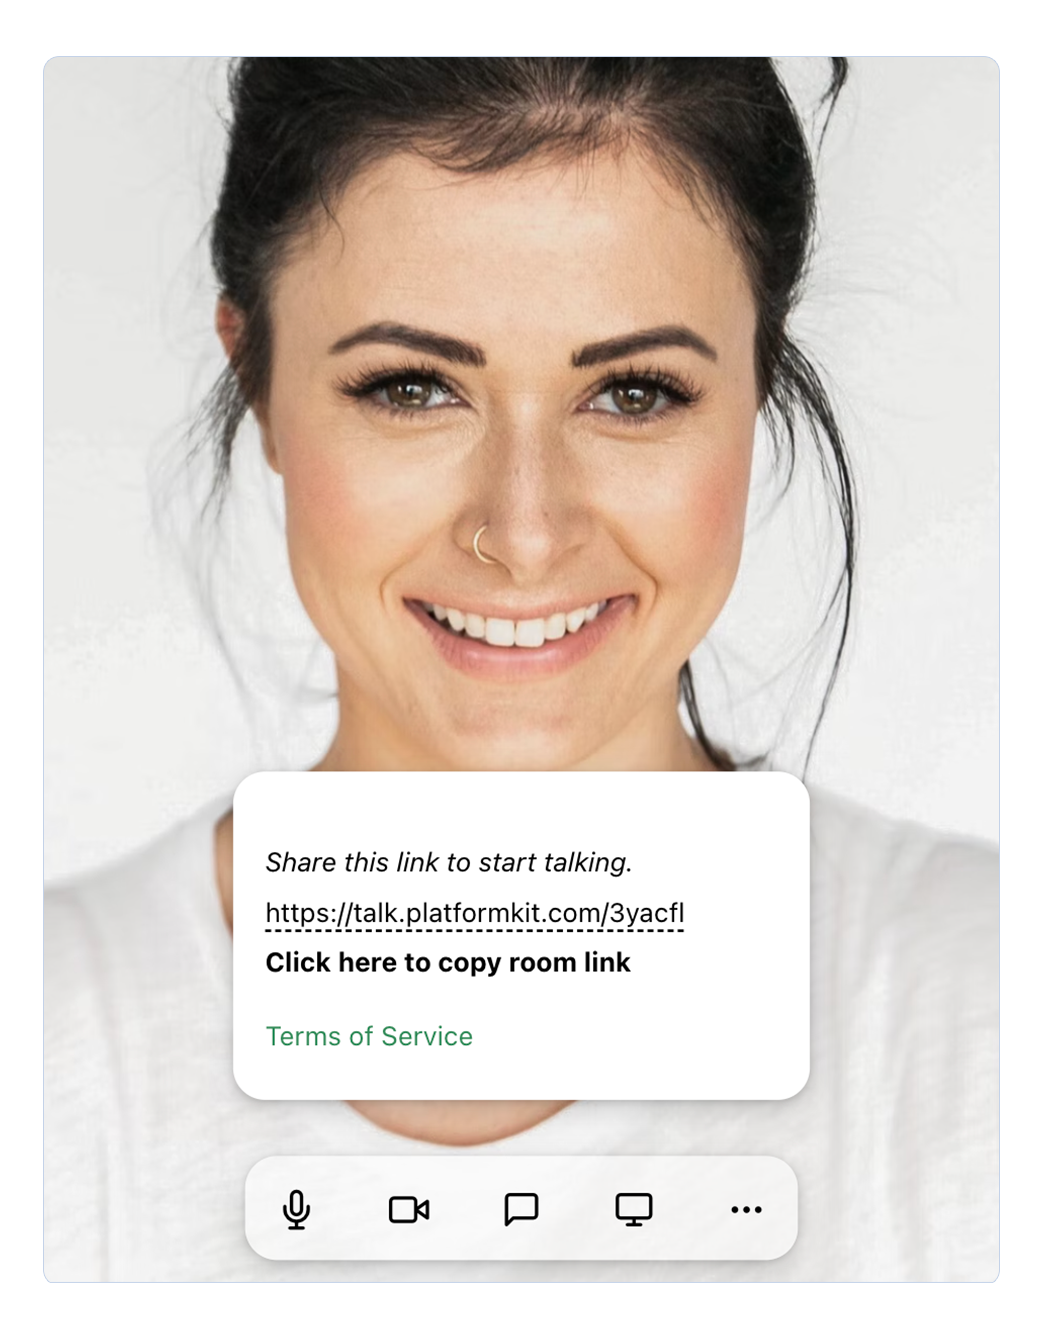 Share this link to start talking.
https://talk.platformkit.com/3yacfl
Click here to copy room link
Terms of Service